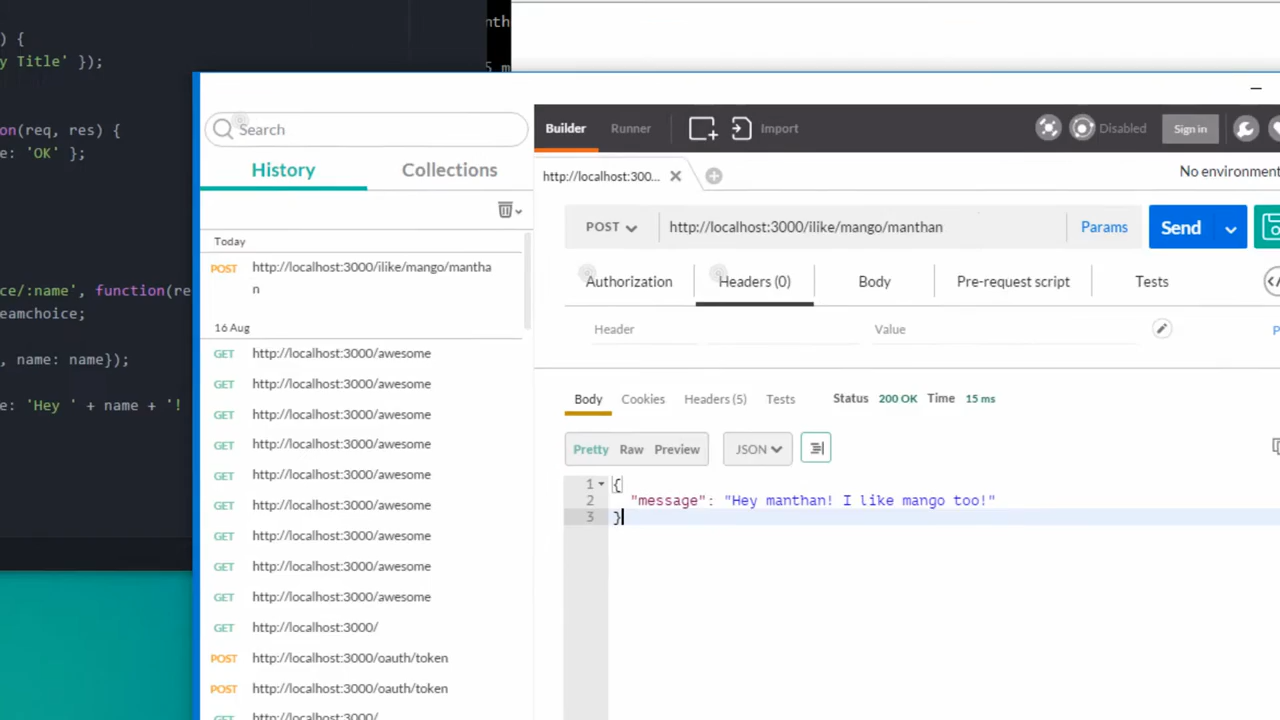 ) {
y Title' });
on(req, res) {
e: 'OK' };
ce/:name', function(re
eamchoice;
, name: name});
e: 'Hey ' + name + '!
nth
5 m
Search
History
Collections
Today
POST http://localhost:3000/ilike/mango/mantha
n
16 Aug
GET http://localhost:3000/awesome
GET http://localhost:3000/awesome
GET http://localhost:3000/awesome
GET http://localhost:3000/awesome
GET http://localhost:3000/awesome
GET http://localhost:3000/awesome
GET http://localhost:3000/awesome
GET http://localhost:3000/awesome
GET http://localhost:3000/awesome
GET http://localhost:3000/
POST http://localhost:3000/oauth/token
POST http://localhost:3000/oauth/token
GET http://localhost:3000/
Builder Runner Import Disabled Sign in
http://localhost:300...
No environment
POST http://localhost:3000/ilike/mango/manthan Params Send
Authorization Headers (0) Body Pre-request script Tests
Header Value
Body Cookies Headers (5) Tests Status 200 OK Time 15 ms
Pretty Raw Preview JSON
1 {
2 "message": "Hey manthan! I like mango too!"
3 }